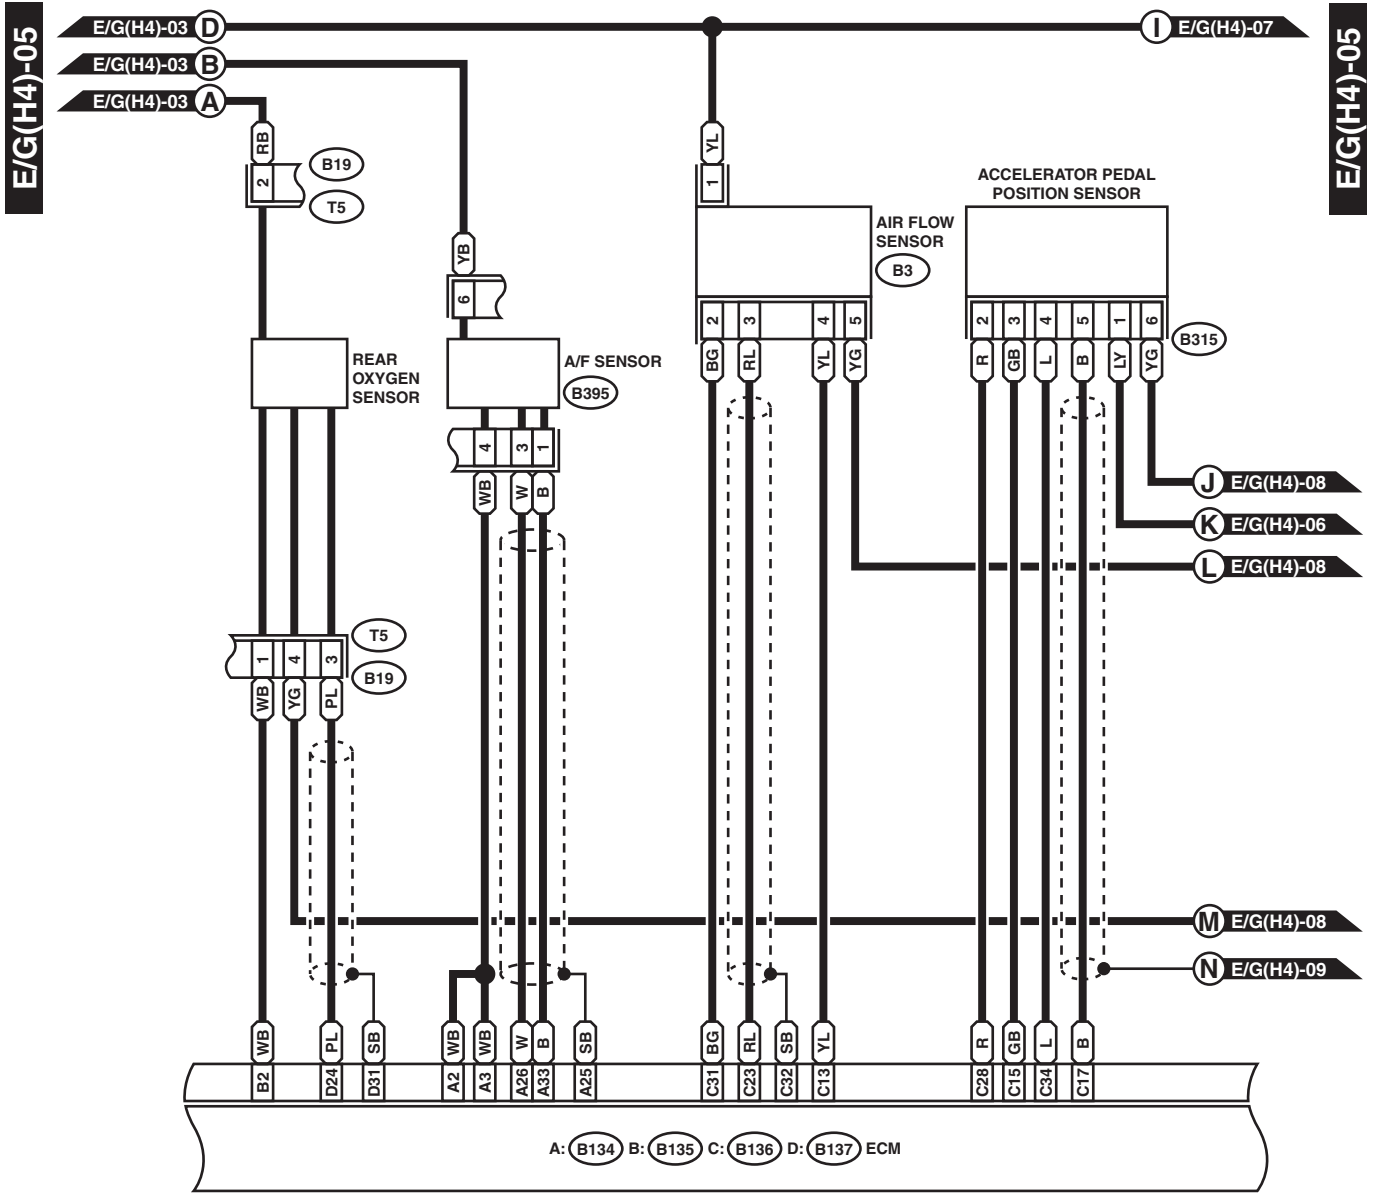 E/G(H4)-05
E/G(H4)-05
E/G(H4)-03 D
I E/G(H4)-07
E/G(H4)-03 B
E/G(H4)-03 A
RB
2
B19
T5
YB
6
YL
1
AIR FLOW
SENSOR
B3
ACCELERATOR PEDAL
POSITION SENSOR
2 3 4 5
BG RL YL YG
2 3 4 5 1 6
B315
R GB L B LY YG
REAR
OXYGEN
SENSOR
A/F SENSOR
B395
4 3 1
WB W B
J E/G(H4)-08
K E/G(H4)-06
L E/G(H4)-08
T5
1 4 3
B19
WB YG PL
M E/G(H4)-08
N E/G(H4)-09
WB PL SB WB WB W B SB BG RL SB YL R GB L B
B2 D24 D31 A2 A3 A26 A33 A25 C31 C23 C32 C13 C28 C15 C34 C17
A: B134 B: B135 C: B136 D: B137 ECM